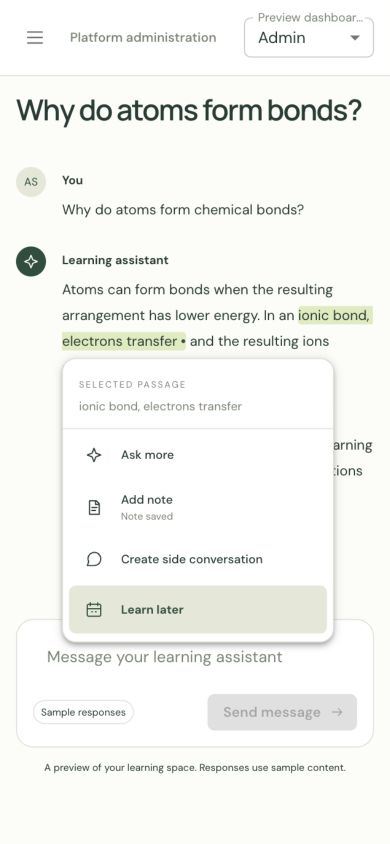 Preview dashboar...
Platform administration
Admin
Why do atoms form bonds?
AS
You
Why do atoms form chemical bonds?
Learning assistant
Atoms can form bonds when the resulting
arrangement has lower energy. In an ionic bond,
electrons transfer • and the resulting ions
SELECTED PASSAGE
ionic bond, electrons transfer
arning
tions
Ask more
Add note
Note saved
Create side conversation
Learn later
Message your learning assistant
Sample responses
Send message →
A preview of your learning space. Responses use sample content.